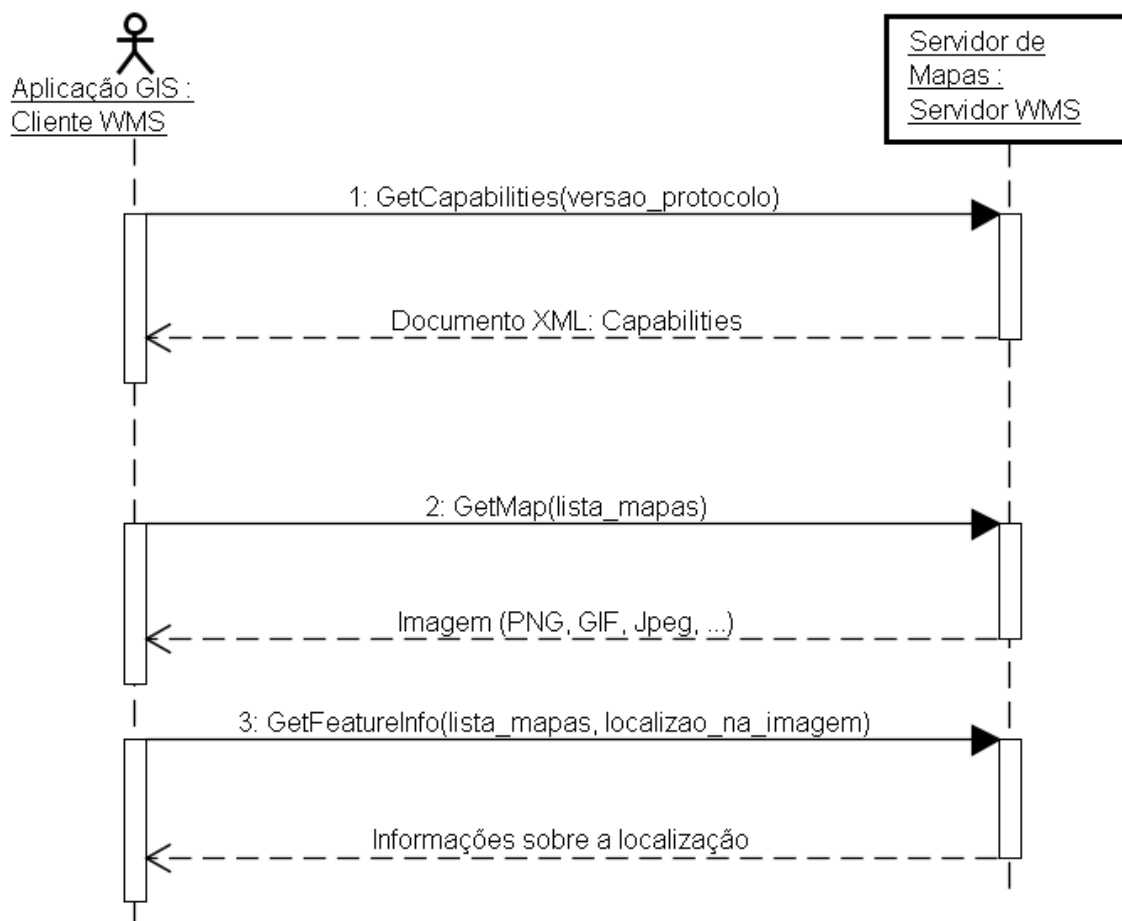 Aplicação GIS :
Cliente WMS
Servidor de
Mapas :
Servidor WMS
1: GetCapabilities(versao_protocolo)
Documento XML: Capabilities
2: GetMap(lista_mapas)
Imagem (PNG, GIF, Jpeg, ...)
3: GetFeatureInfo(lista_mapas, localizao_na_imagem)
Informações sobre a localização